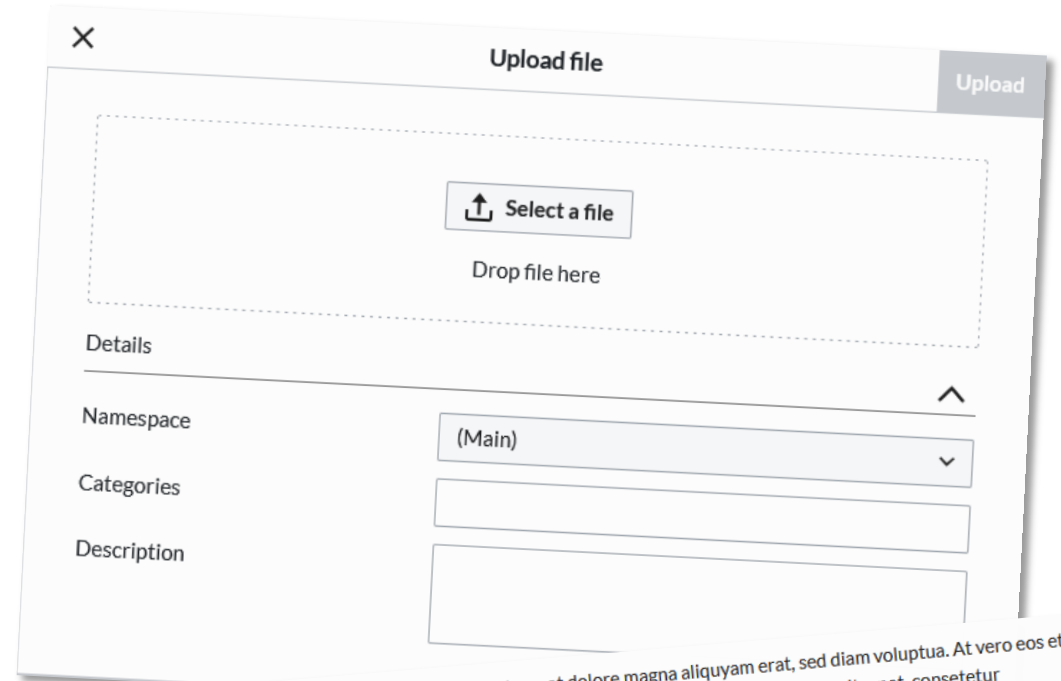 Upload file
Upload
Select a file
Drop file here
Details
Namespace
(Main)
Categories
Description
dolore magna aliquyam erat, sed diam voluptua. At vero eos et
consetetur